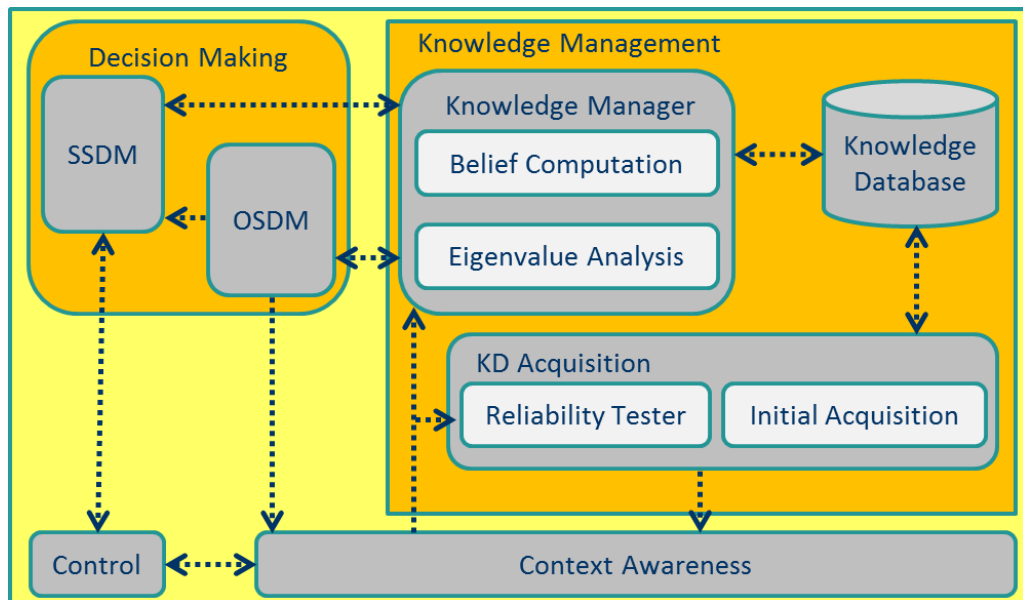 Decision Making
SSDM
OSDM
Knowledge Management
Knowledge Manager
Belief Computation
Eigenvalue Analysis
Knowledge
Database
KD Acquisition
Reliability Tester
Initial Acquisition
Control
Context Awareness